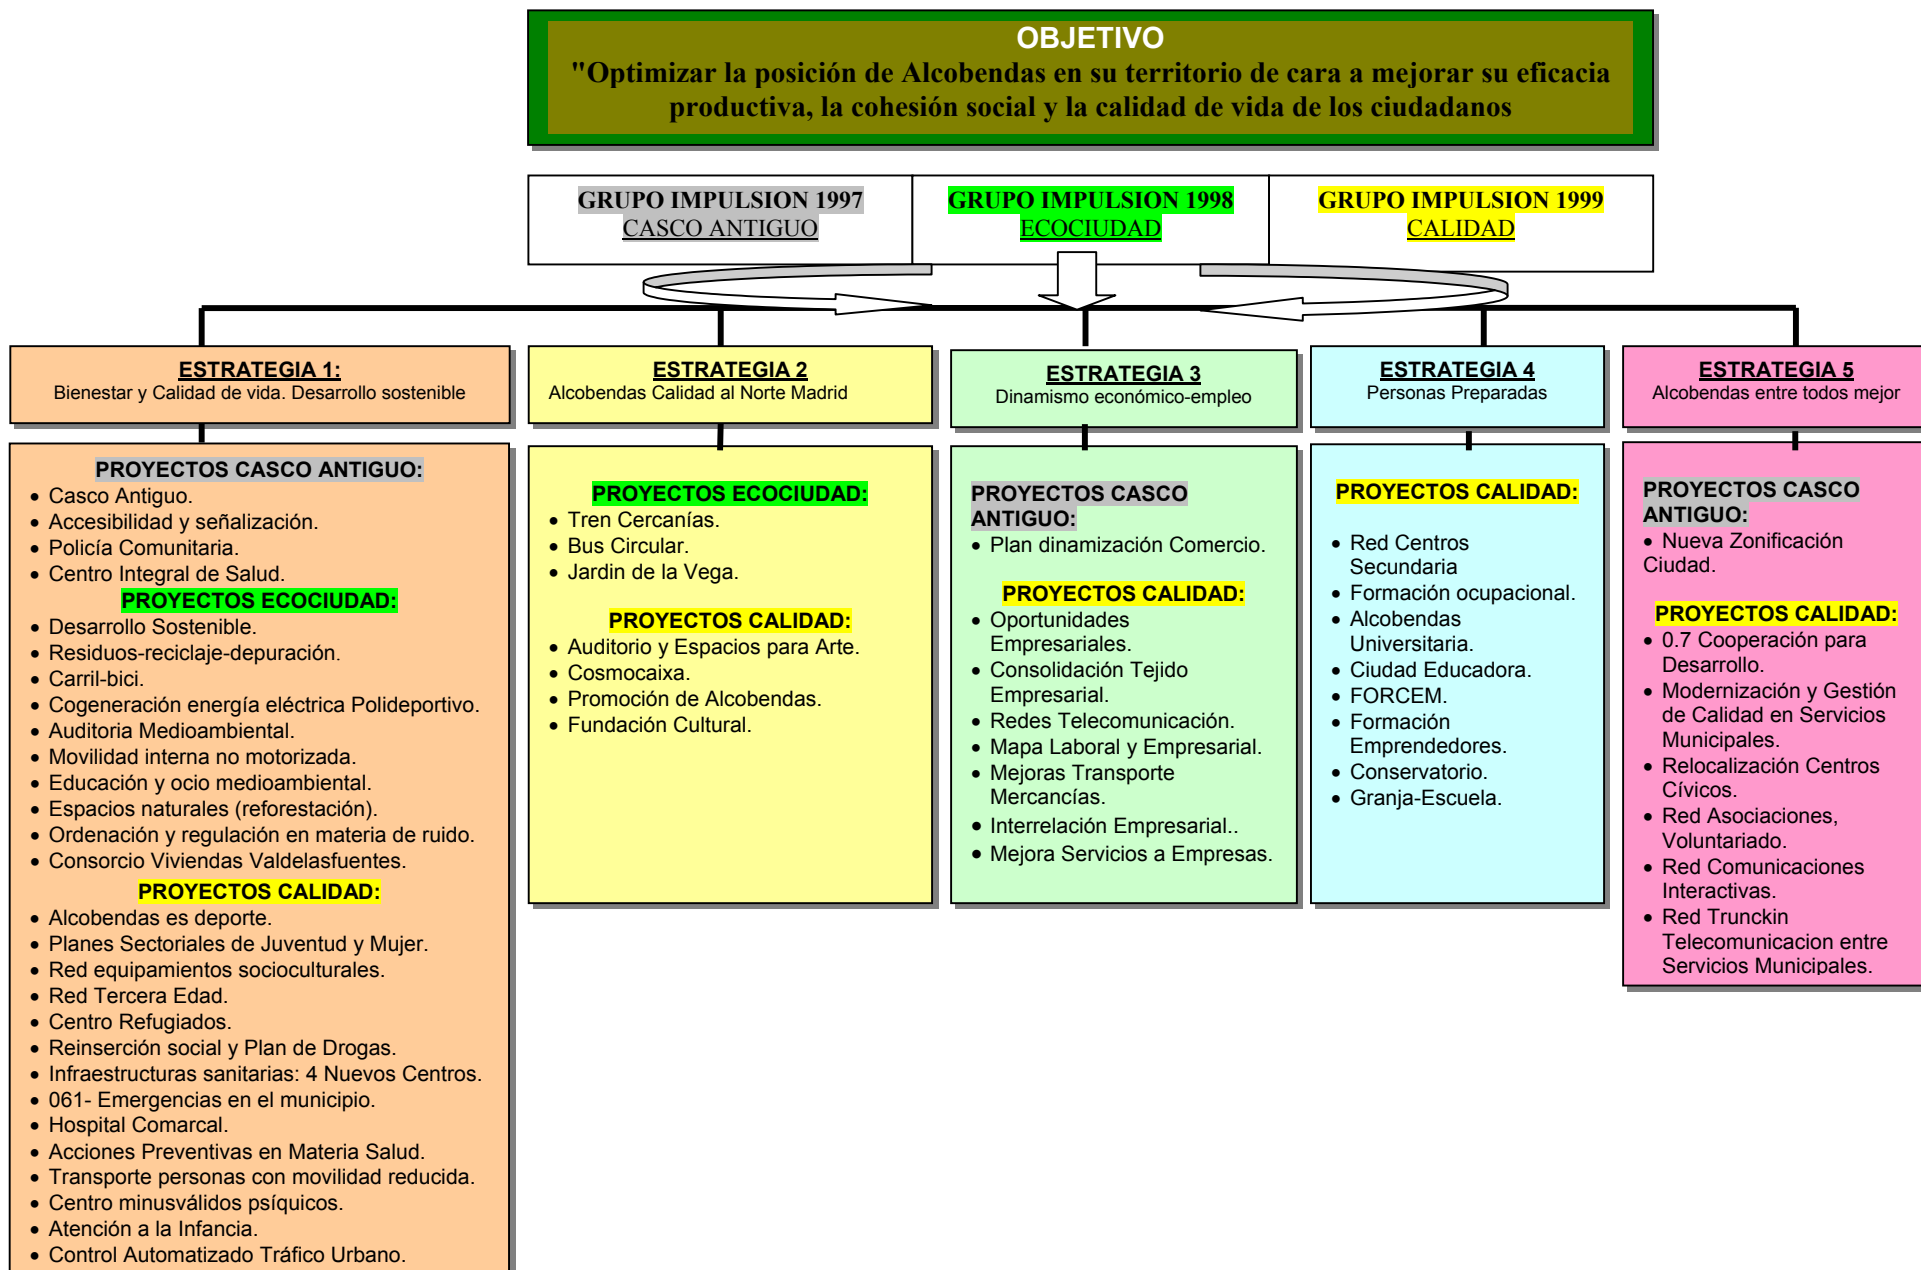 OBJETIVO
"Optimizar la posición de Alcobendas en su territorio de cara a mejorar su eficacia
productiva, la cohesión social y la calidad de vida de los ciudadanos
GRUPO IMPULSION 1997
CASCO ANTIGUO
GRUPO IMPULSION 1998
ECOCIUDAD
GRUPO IMPULSION 1999
CALIDAD
ESTRATEGIA 1:
Bienestar y Calidad de vida. Desarrollo sostenible
PROYECTOS CASCO ANTIGUO:
• Casco Antiguo.
• Accesibilidad y señalización.
• Policía Comunitaria.
• Centro Integral de Salud.
PROYECTOS ECOCIUDAD:
• Desarrollo Sostenible.
• Residuos-reciclaje-depuración.
• Carril-bici.
• Cogeneración energía eléctrica Polideportivo.
• Auditoria Medioambiental.
• Movilidad interna no motorizada.
• Educación y ocio medioambiental.
• Espacios naturales (reforestación).
• Ordenación y regulación en materia de ruido.
• Consorcio Viviendas Valdelasfuentes.
PROYECTOS CALIDAD:
• Alcobendas es deporte.
• Planes Sectoriales de Juventud y Mujer.
• Red equipamientos socioculturales.
• Red Tercera Edad.
• Centro Refugiados.
• Reinserción social y Plan de Drogas.
• Infraestructuras sanitarias: 4 Nuevos Centros.
• 061- Emergencias en el municipio.
• Hospital Comarcal.
• Acciones Preventivas en Materia Salud.
• Transporte personas con movilidad reducida.
• Centro minusválidos psíquicos.
• Atención a la Infancia.
• Control Automatizado Tráfico Urbano.
ESTRATEGIA 2
Alcobendas Calidad al Norte Madrid
PROYECTOS ECOCIUDAD:
• Tren Cercanías.
• Bus Circular.
• Jardin de la Vega.
PROYECTOS CALIDAD:
• Auditorio y Espacios para Arte.
• Cosmocaixa.
• Promoción de Alcobendas.
• Fundación Cultural.
ESTRATEGIA 3
Dinamismo económico-empleo
PROYECTOS CASCO
ANTIGUO:
• Plan dinamización Comercio.
PROYECTOS CALIDAD:
• Oportunidades
Empresariales.
• Consolidación Tejido
Empresarial.
• Redes Telecomunicación.
• Mapa Laboral y Empresarial.
• Mejoras Transporte
Mercancías.
• Interrelación Empresarial..
• Mejora Servicios a Empresas.
ESTRATEGIA 4
Personas Preparadas
PROYECTOS CALIDAD:
• Red Centros
Secundaria
• Formación ocupacional.
• Alcobendas
Universitaria.
• Ciudad Educadora.
• FORCEM.
• Formación
Emprendedores.
• Conservatorio.
• Granja-Escuela.
ESTRATEGIA 5
Alcobendas entre todos mejor
PROYECTOS CASCO
ANTIGUO:
• Nueva Zonificación
Ciudad.
PROYECTOS CALIDAD:
• 0.7 Cooperación para
Desarrollo.
• Modernización y Gestión
de Calidad en Servicios
Municipales.
• Relocalización Centros
Cívicos.
• Red Asociaciones,
Voluntariado.
• Red Comunicaciones
Interactivas.
• Red Trunckin
Telecomunicacion entre
Servicios Municipales.